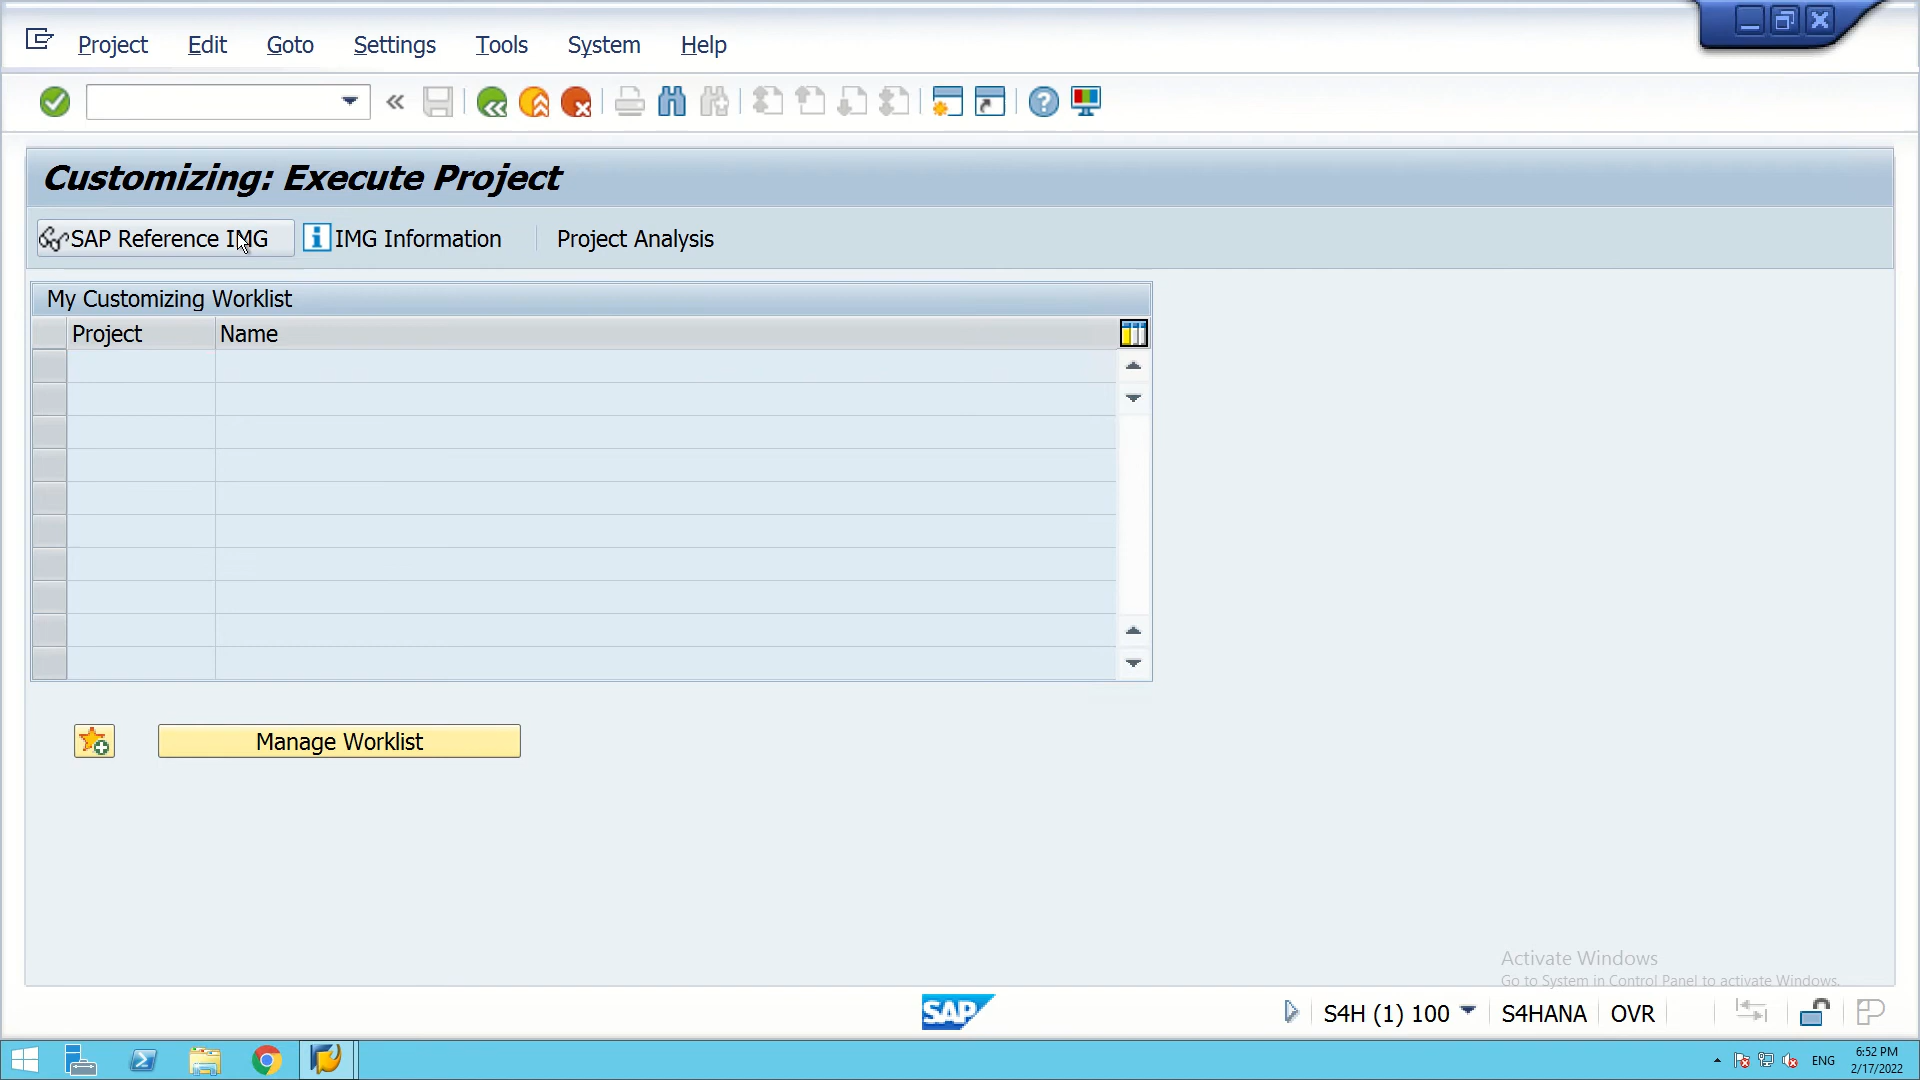 Project Edit Goto Settings Tools System Help
Customizing: Execute Project
SAP Reference IMG IMG Information Project Analysis
My Customizing Worklist
Project Name
Manage Worklist
Activate Windows
Go to System in Control Panel to activate Windows.
SAP S4H (1) 100 S4HANA OVR
ENG 6:52 PM
2/17/2022